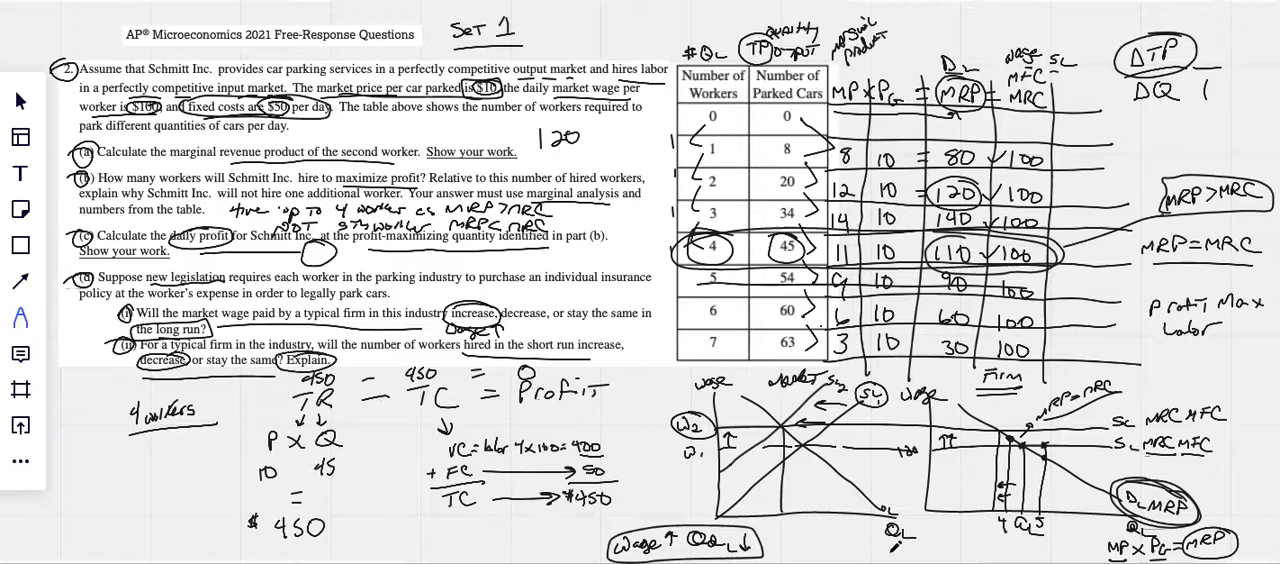 AP® Microeconomics 2021 Free-Response Questions
SET 1
2. Assume that Schmitt Inc. provides car parking services in a perfectly competitive output market and hires labor
in a perfectly competitive input market. The market price per car parked is $10, the daily market wage per
worker is $100, and fixed costs are $50 per day. The table above shows the number of workers required to
park different quantities of cars per day.
120
(a) Calculate the marginal revenue product of the second worker. Show your work.
(b) How many workers will Schmitt Inc. hire to maximize profit? Relative to this number of hired workers,
explain why Schmitt Inc. will not hire one additional worker. Your answer must use marginal analysis and
numbers from the table.
Hire up to 4 worker as MRP>MRC
NOT 5th worker MRP<MRC
(c) Calculate the daily profit for Schmitt Inc. at the profit-maximizing quantity identified in part (b).
Show your work.
(d) Suppose new legislation requires each worker in the parking industry to purchase an individual insurance
policy at the worker's expense in order to legally park cars.
(i) Will the market wage paid by a typical firm in this industry increase, decrease, or stay the same in
the long run?
wage↑
(ii) For a typical firm in the industry, will the number of workers hired in the short run increase,
decrease, or stay the same? Explain.
4 workers
450 - 450 = 0
TR - TC = Profit
P x Q
10 45
=
$ 450
VC = labor 4x100 = 400
+ FC → 50
TC → $450
#QL TP Quantity output marginal product DL wage SL
Number of Workers Number of Parked Cars MP x PG = MRP = MFC MRC
0 0
1 8 8 10 = 80 100
2 20 12 10 = 120 100
3 34 14 10 140 100
4 45 11 10 110 100
5 54 9 10 90 100
6 60 6 10 60 100
7 63 3 10 30 100
ΔTP
ΔQ 1
MRP>MRC
MRP=MRC
Profit Max
Labor
wage Market SL2 SL1
W2
W1
DL
QL
Wage↑ QL↓
Firm
wage
MRP=MRC
SL MRC MFC
SL MRC MFC
DL MRP
4 QL 5
QL
MP x PG = MRP